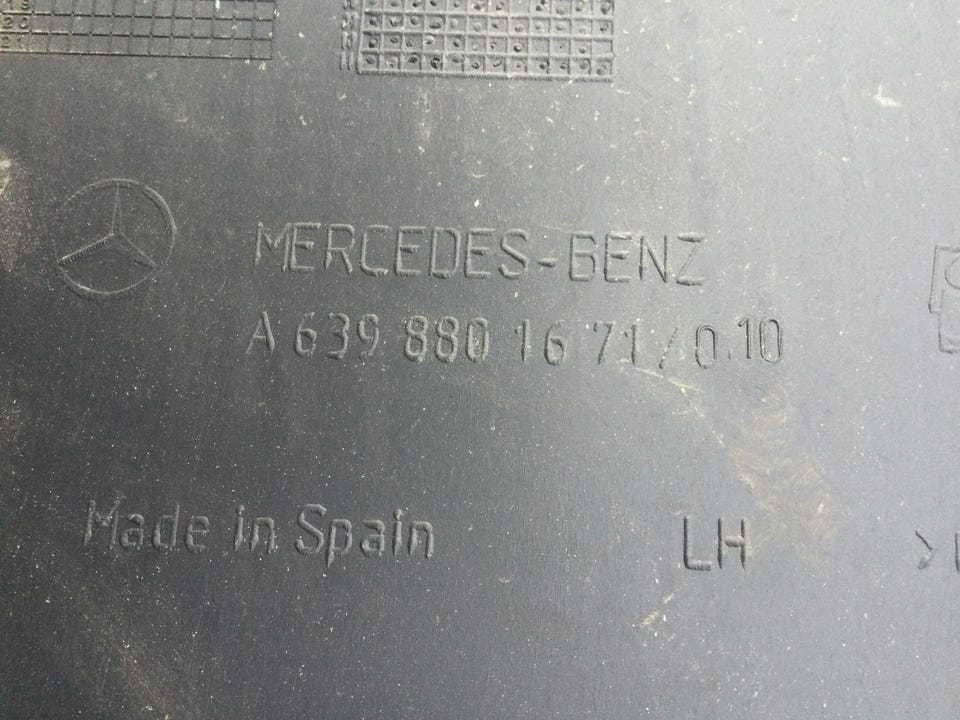 MERCEDES-BENZ
A 639 880 16 71/0.10
Made in Spain LH